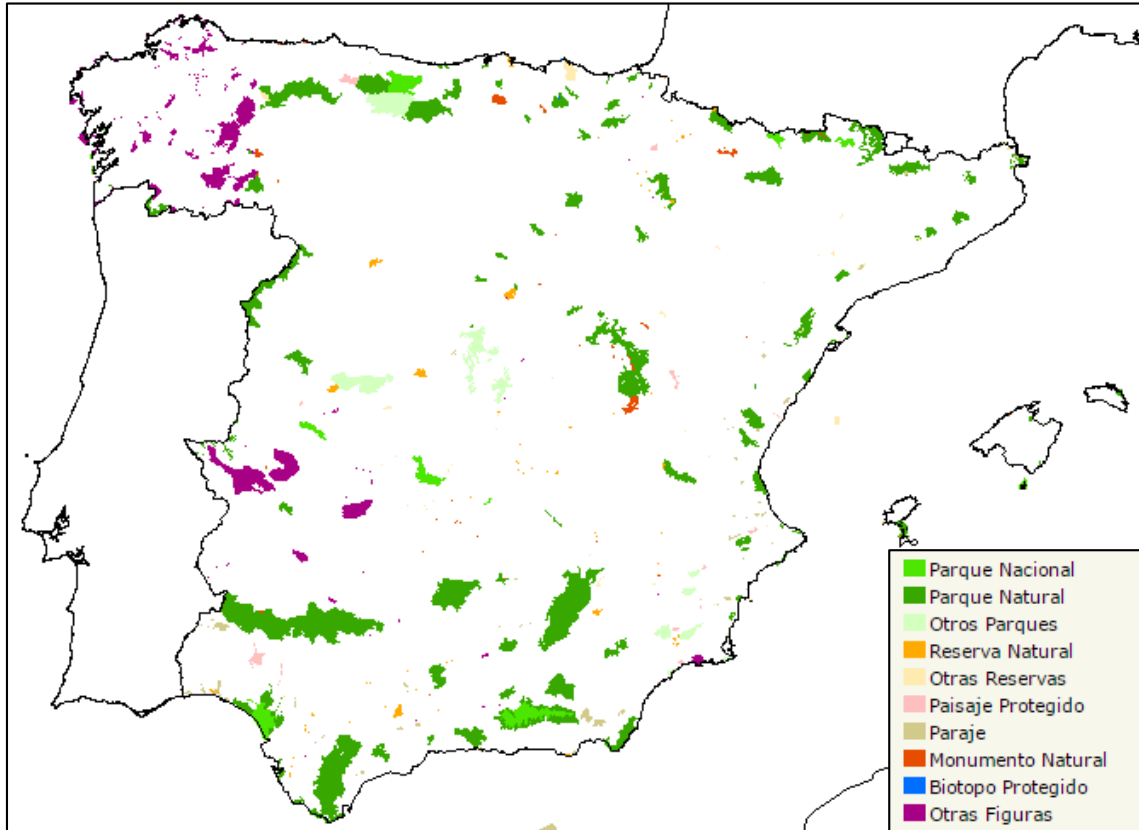 Parque Nacional
Parque Natural
Otros Parques
Reserva Natural
Otras Reservas
Paisaje Protegido
Paraje
Monumento Natural
Biotopo Protegido
Otras Figuras